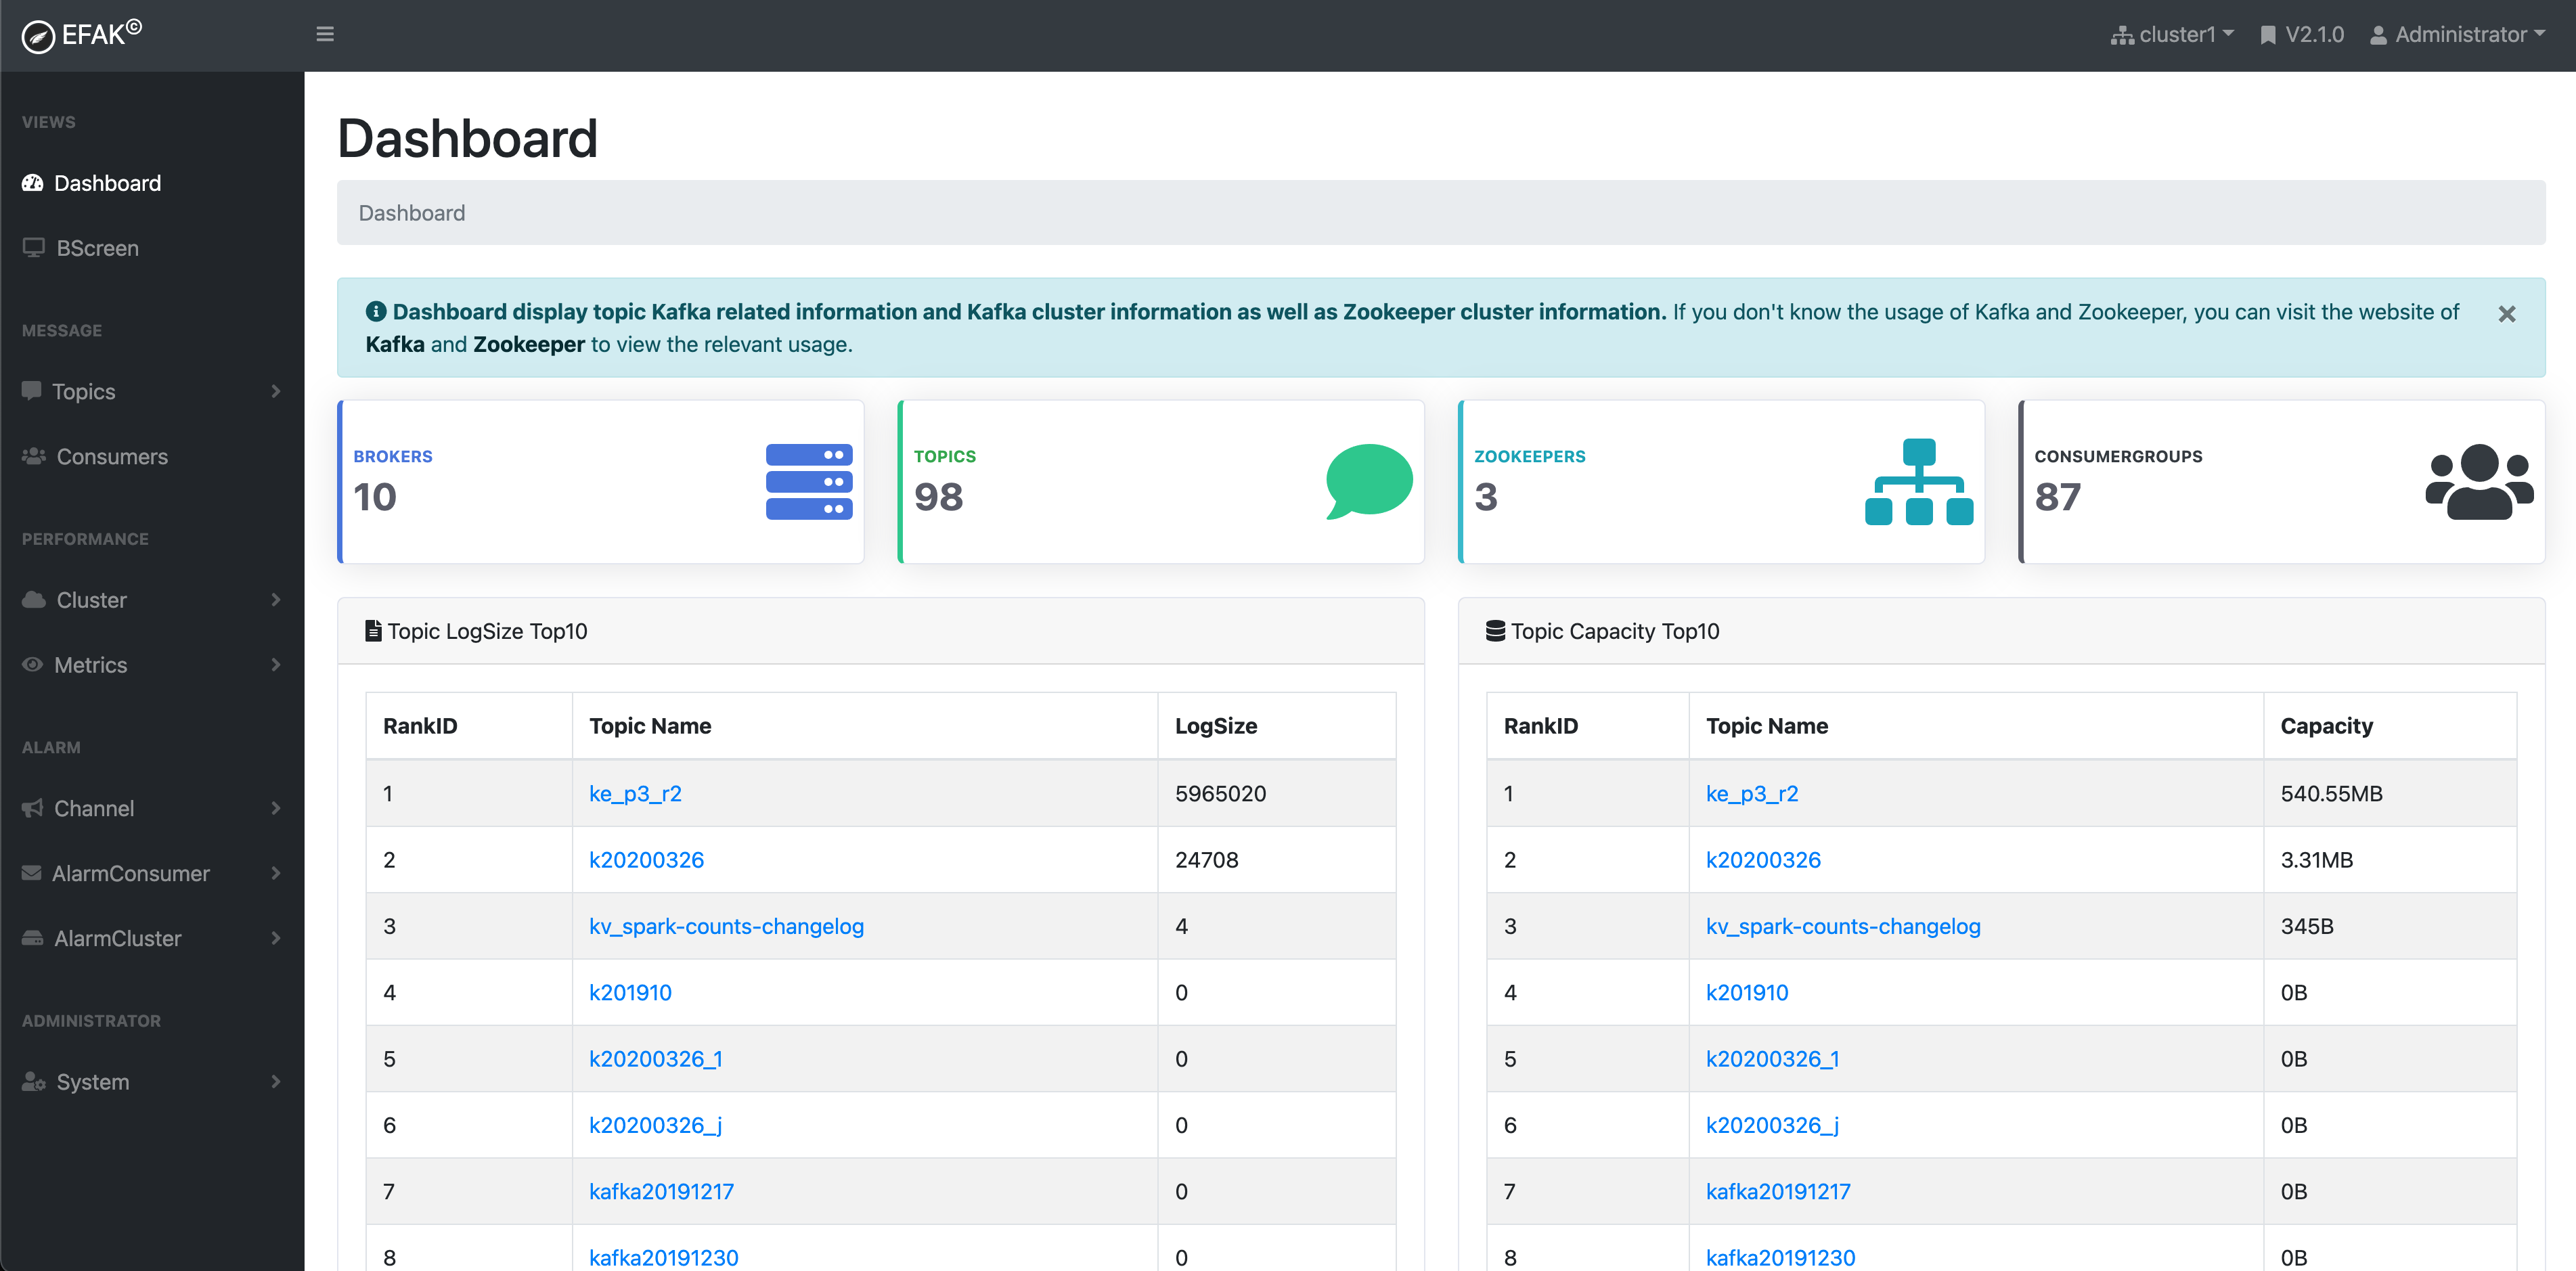 EFAK©
cluster1
V2.1.0
Administrator
VIEWS
Dashboard
BScreen
MESSAGE
Topics
Consumers
PERFORMANCE
Cluster
Metrics
ALARM
Channel
AlarmConsumer
AlarmCluster
ADMINISTRATOR
System
Dashboard
Dashboard
Dashboard display topic Kafka related information and Kafka cluster information as well as Zookeeper cluster information. If you don't know the usage of Kafka and Zookeeper, you can visit the website of
Kafka and Zookeeper to view the relevant usage.
BROKERS
10
TOPICS
98
ZOOKEEPERS
3
CONSUMERGROUPS
87
Topic LogSize Top10
RankID Topic Name LogSize
1 ke_p3_r2 5965020
2 k20200326 24708
3 kv_spark-counts-changelog 4
4 k201910 0
5 k20200326_1 0
6 k20200326_j 0
7 kafka20191217 0
8 kafka20191230 0
Topic Capacity Top10
RankID Topic Name Capacity
1 ke_p3_r2 540.55MB
2 k20200326 3.31MB
3 kv_spark-counts-changelog 345B
4 k201910 0B
5 k20200326_1 0B
6 k20200326_j 0B
7 kafka20191217 0B
8 kafka20191230 0B